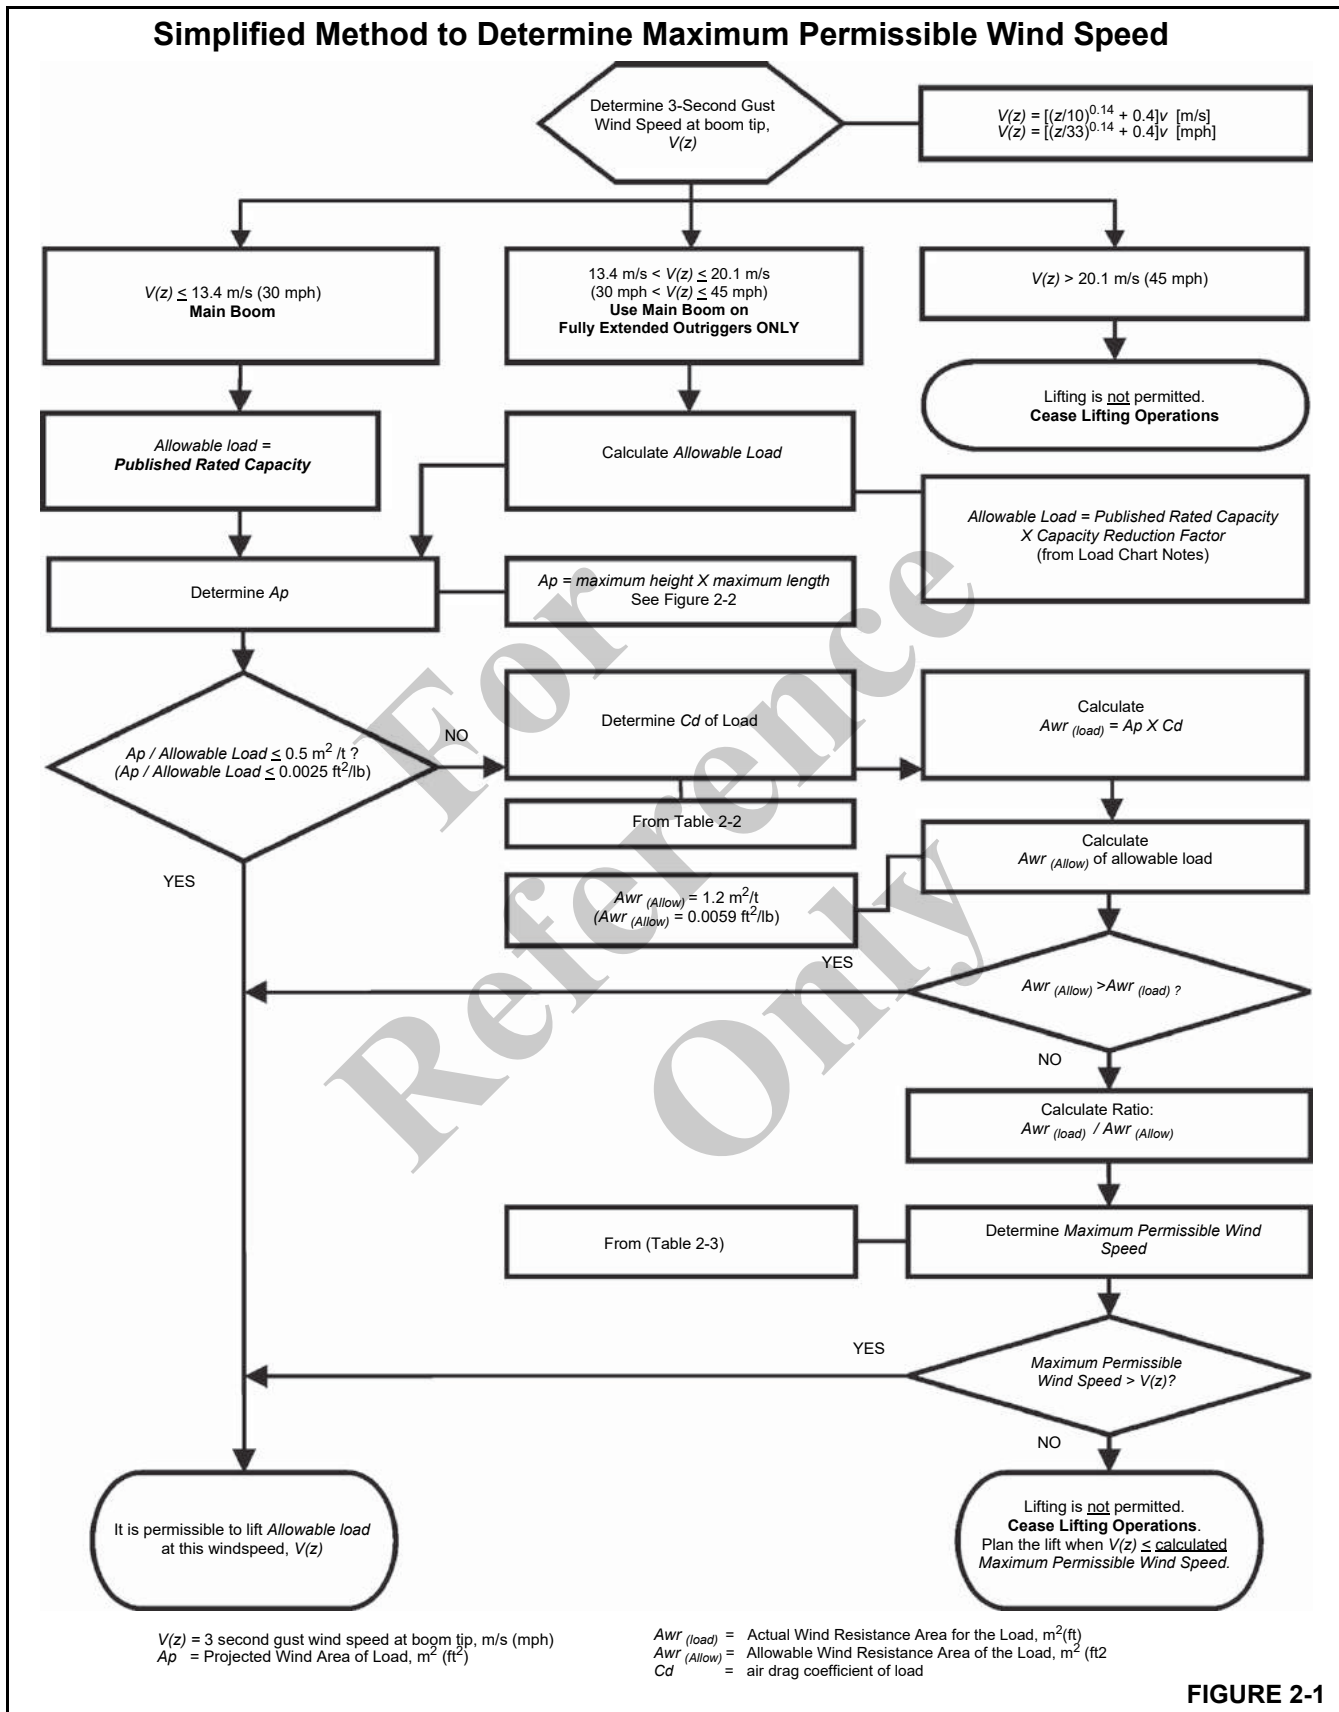 Simplified Method to Determine Maximum Permissible Wind Speed
Determine 3-Second Gust
Wind Speed at boom tip,
V(z)
V(z) = [(z/10)^0.14 + 0.4]v [m/s]
V(z) = [(z/33)^0.14 + 0.4]v [mph]
V(z) ≤ 13.4 m/s (30 mph)
Main Boom
13.4 m/s < V(z) ≤ 20.1 m/s
(30 mph < V(z) ≤ 45 mph)
Use Main Boom on
Fully Extended Outriggers ONLY
V(z) > 20.1 m/s (45 mph)
Lifting is not permitted.
Cease Lifting Operations
Allowable load =
Published Rated Capacity
Calculate Allowable Load
Allowable Load = Published Rated Capacity
X Capacity Reduction Factor
(from Load Chart Notes)
Determine Ap
Ap = maximum height X maximum length
See Figure 2-2
Ap / Allowable Load ≤ 0.5 m² /t ?
(Ap / Allowable Load ≤ 0.0025 ft²/lb)
NO
YES
Determine Cd of Load
From Table 2-2
Calculate
Awr (load) = Ap X Cd
Calculate
Awr (Allow) of allowable load
Awr (Allow) = 1.2 m²/t
(Awr (Allow) = 0.0059 ft²/lb)
YES
Awr (Allow) >Awr (load) ?
NO
Calculate Ratio:
Awr (load) / Awr (Allow)
From (Table 2-3)
Determine Maximum Permissible Wind
Speed
YES
Maximum Permissible
Wind Speed > V(z)?
NO
It is permissible to lift Allowable load
at this windspeed, V(z)
Lifting is not permitted.
Cease Lifting Operations.
Plan the lift when V(z) ≤ calculated
Maximum Permissible Wind Speed.
For
Reference
Only
V(z) = 3 second gust wind speed at boom tip, m/s (mph)
Ap = Projected Wind Area of Load, m² (ft²)
Awr (load) = Actual Wind Resistance Area for the Load, m²(ft)
Awr (Allow) = Allowable Wind Resistance Area of the Load, m² (ft2
Cd = air drag coefficient of load
FIGURE 2-1